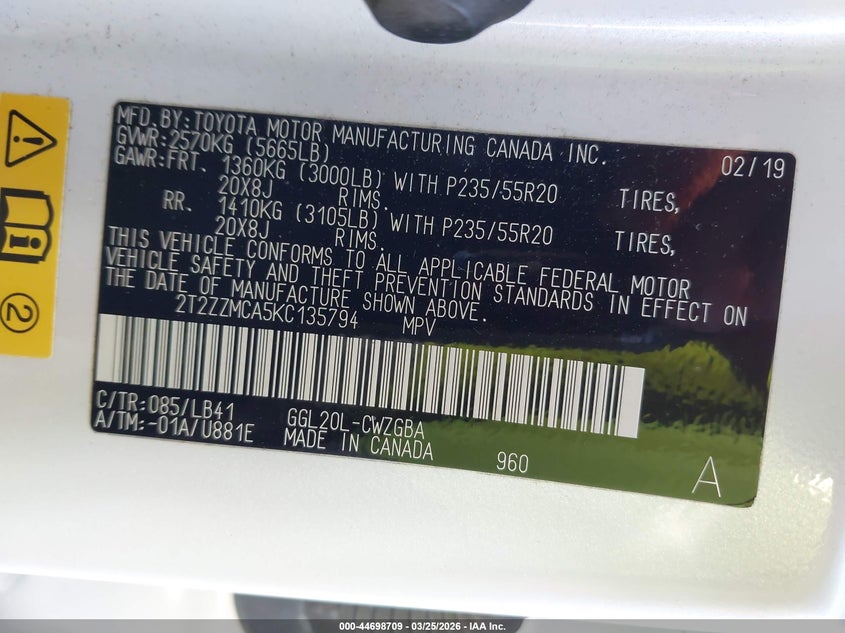 MFD. BY: TOYOTA MOTOR MANUFACTURING CANADA INC. 02/19
GVWR: 2570KG (5665LB)
GAWR: FRT. 1360KG (3000LB) WITH P235/55R20 TIRES,
20X8J RIMS.
RR. 1410KG (3105LB) WITH P235/55R20 TIRES,
20X8J RIMS.
THIS VEHICLE CONFORMS TO ALL APPLICABLE FEDERAL MOTOR
VEHICLE SAFETY AND THEFT PREVENTION STANDARDS IN EFFECT ON
THE DATE OF MANUFACTURE SHOWN ABOVE.
2T2ZZMCA5KC135794 MPV
C/TR: 085/LB41 GGL20L-CWZGBA
A/TM: -01A/U881E MADE IN CANADA 960 A
2
000-44698709 - 03/25/2026 - IAA Inc.